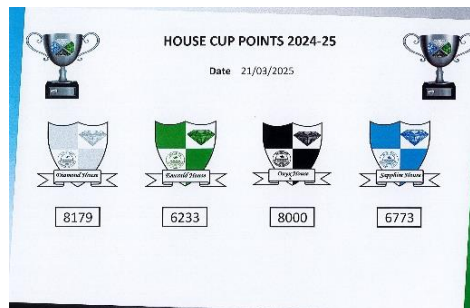 HOUSE CUP POINTS 2024-25
Date 21/03/2025
Diamond House
Emerald House
Onyx House
Sapphire House
8179
6233
8000
6773